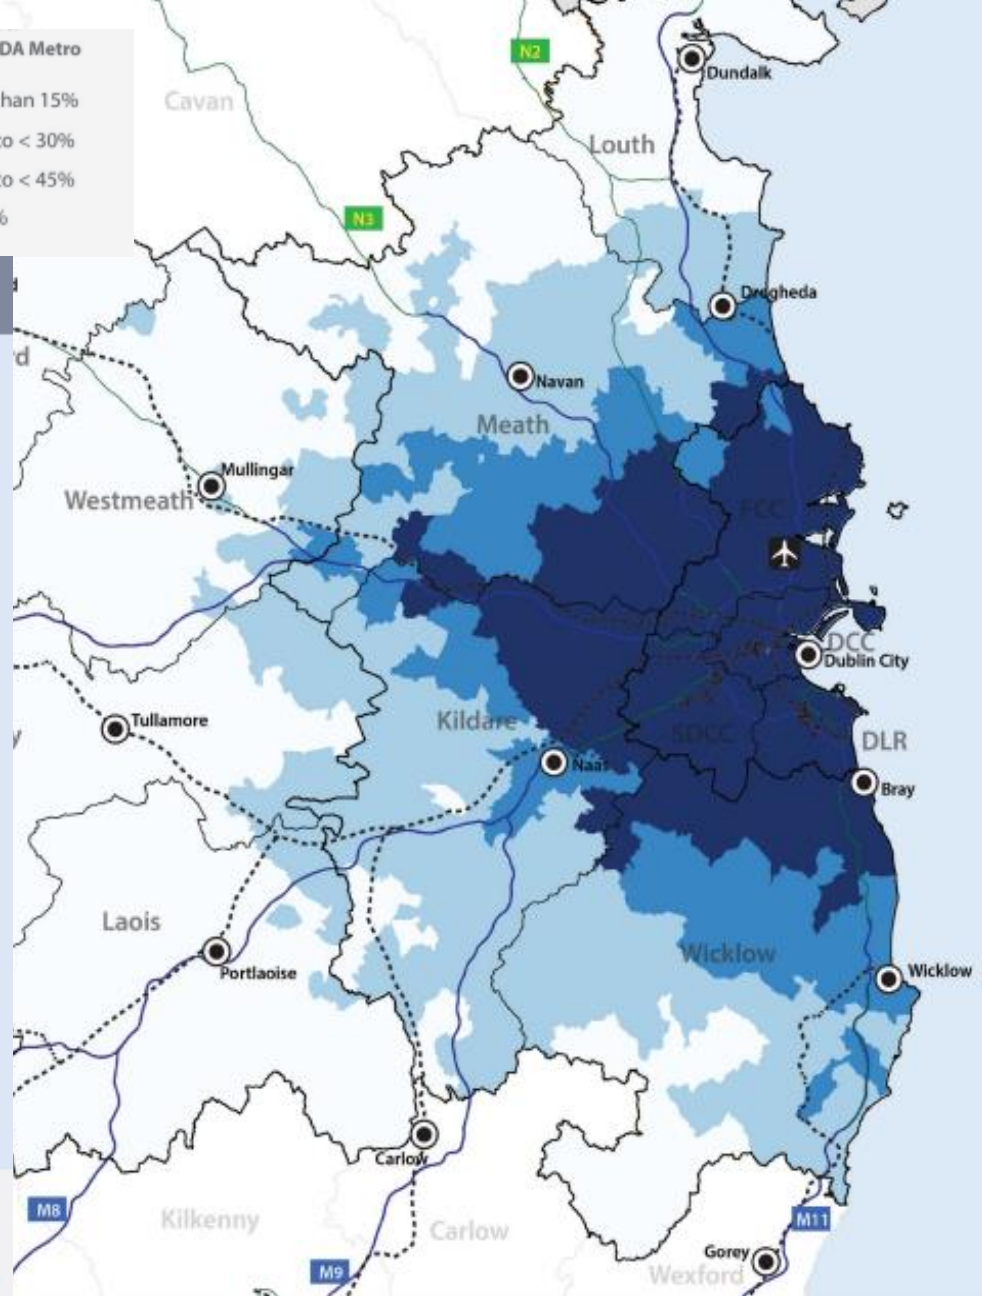 DA Metro
han 15%
to < 30%
to < 45%
%
N2
Dundalk
Cavan
Louth
N3
d
Drogheda
rd
Navan
Meath
Mullingar
Westmeath
FCC
DCC
Dublin City
Tullamore
Kildare
y
SDCC
DLR
Naas
Bray
Laois
Wicklow
Portlaoise
Wicklow
Carlow
M8
Kilkenny
Carlow
M11
Gorey
M9
Wexford